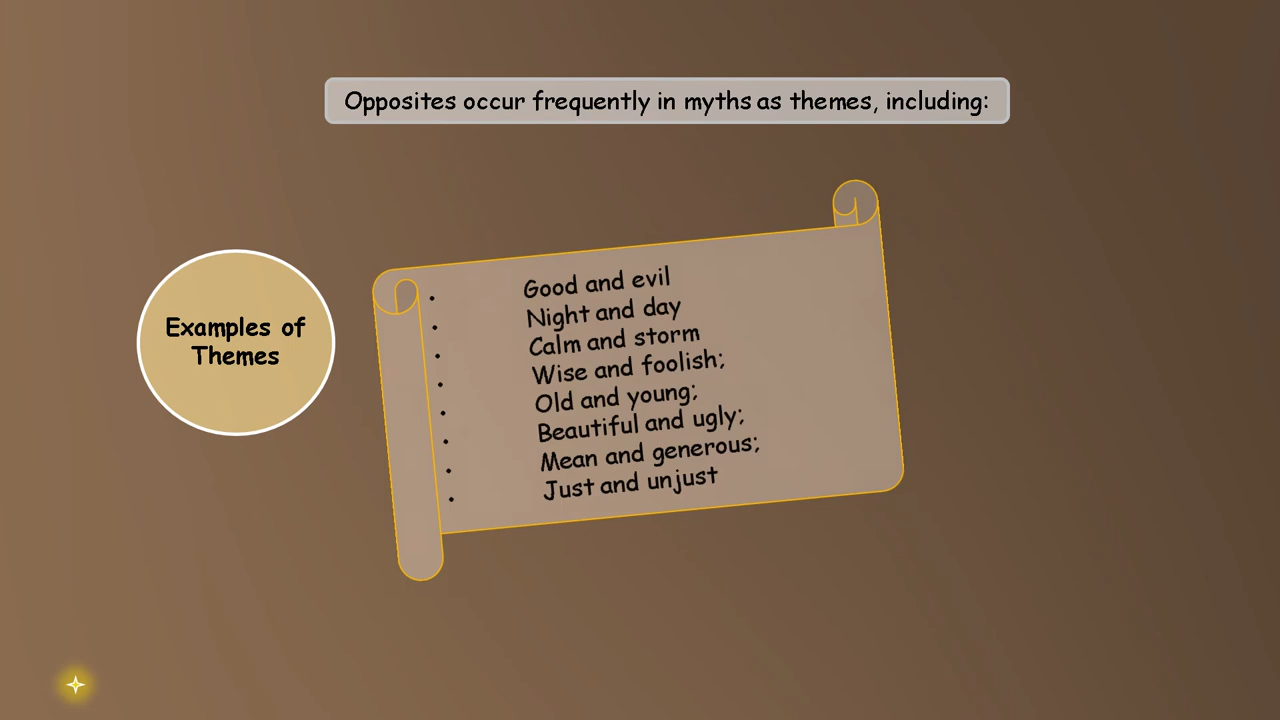 Opposites occur frequently in myths as themes, including:
Examples of
Themes
• Good and evil
• Night and day
• Calm and storm
• Wise and foolish;
• Old and young;
• Beautiful and ugly;
• Mean and generous;
• Just and unjust